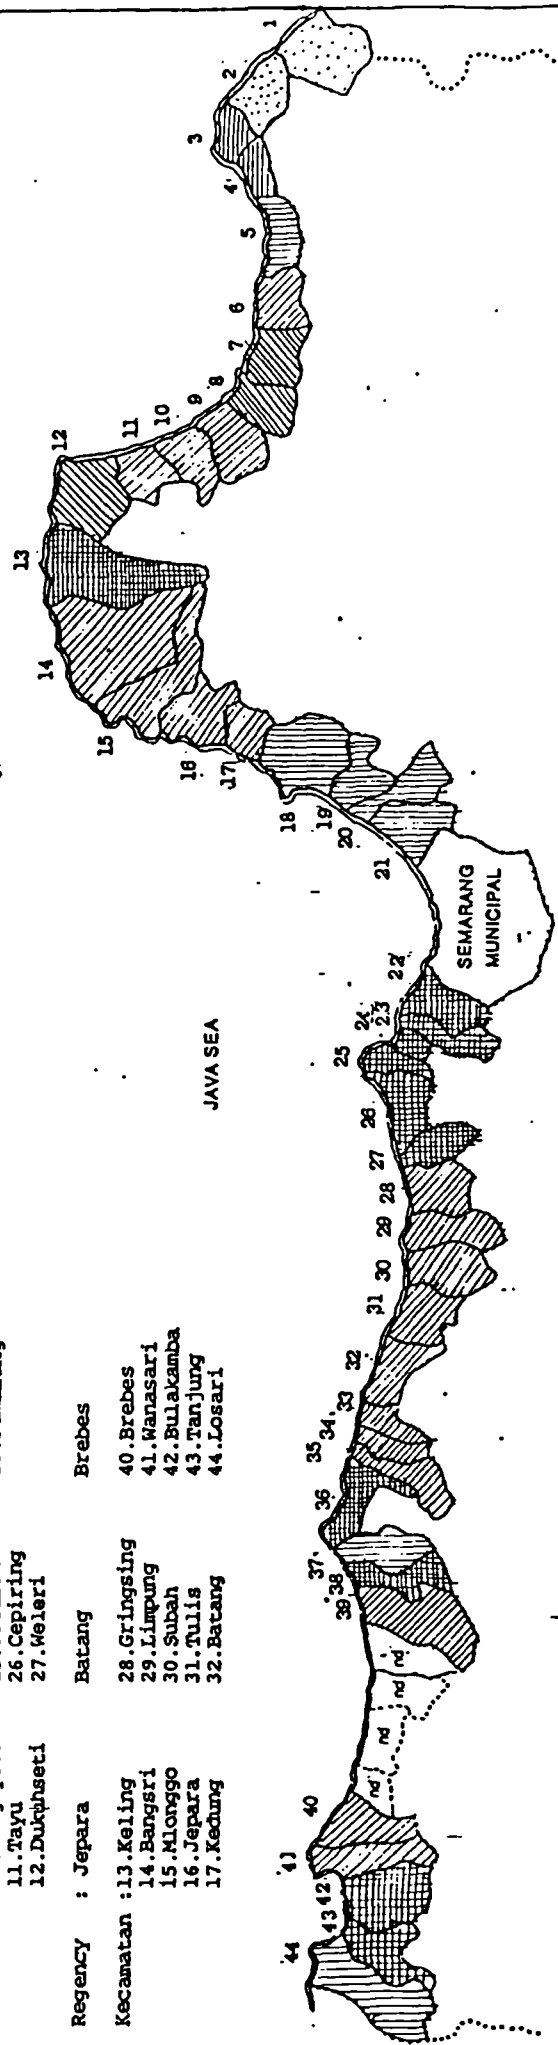 11.Tayu
12.Dukuhseti
26.Cepiring
27.Weleri
Regency : Jepara
Batang
Brebes
Kecamatan :13.Keling
14.Bangsri
15.Mlonggo
16.Jepara
17.Kedung
28.Gringsing
29.Limpung
30.Subah
31.Tulis
32.Batang
40.Brebes
41.Wanasari
42.Bulakamba
43.Tanjung
44.Losari
JAVA SEA
SEMARANG
MUNICIPAL
1
2
3
4
5
6
7
8
9
10
11
12
13
14
15
16
17
18
19
20
21
22
23
24
25
26
27
28
29
30
31
32
33
34
35
36
37
38
39
nd
nd
nd
nd
40
41
42
43
44